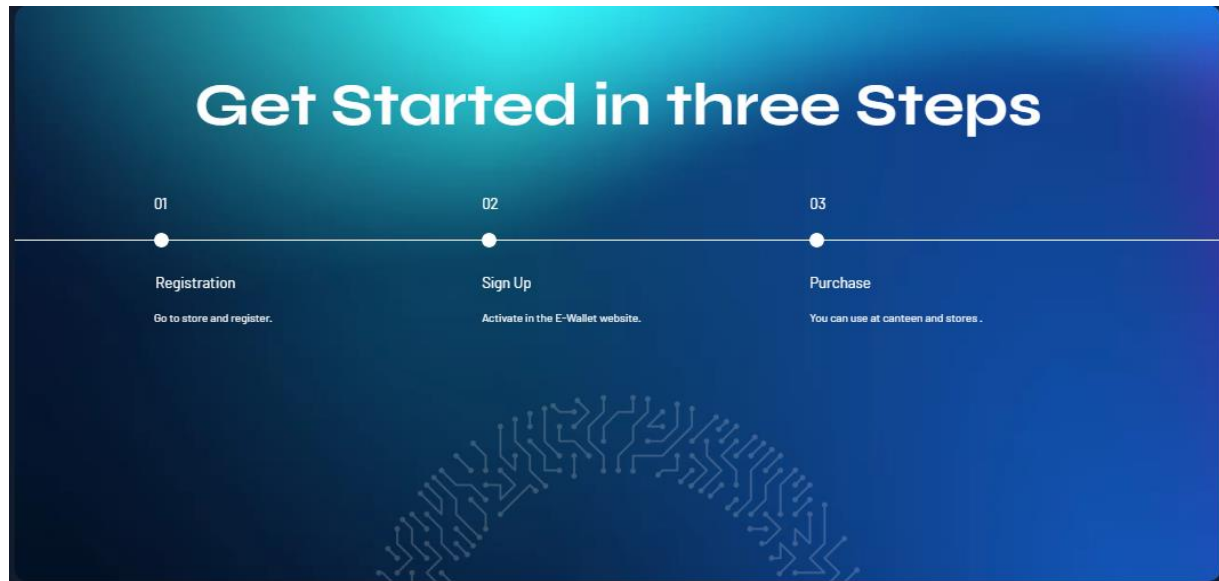 Get Started in three Steps
01
02
03
Registration
Sign Up
Purchase
Go to store and register.
Activate in the E-Wallet website.
You can use at canteen and stores .